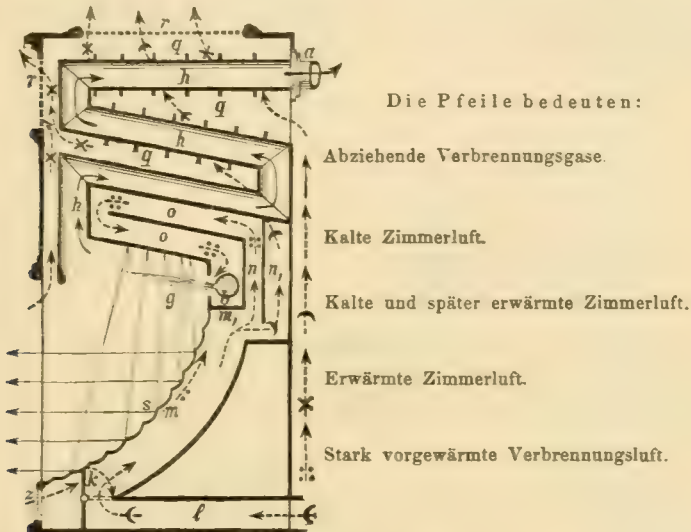 r
q
a
h
r
q
h
q
h
o
o
n
n,
g
b
m,
s
m
k
z
l
Die Pfeile bedeuten:
Abziehende Verbrennungsgase.
Kalte Zimmerluft.
Kalte und später erwärmte Zimmerluft.
Erwärmte Zimmerluft.
Stark vorgewärmte Verbrennungsluft.